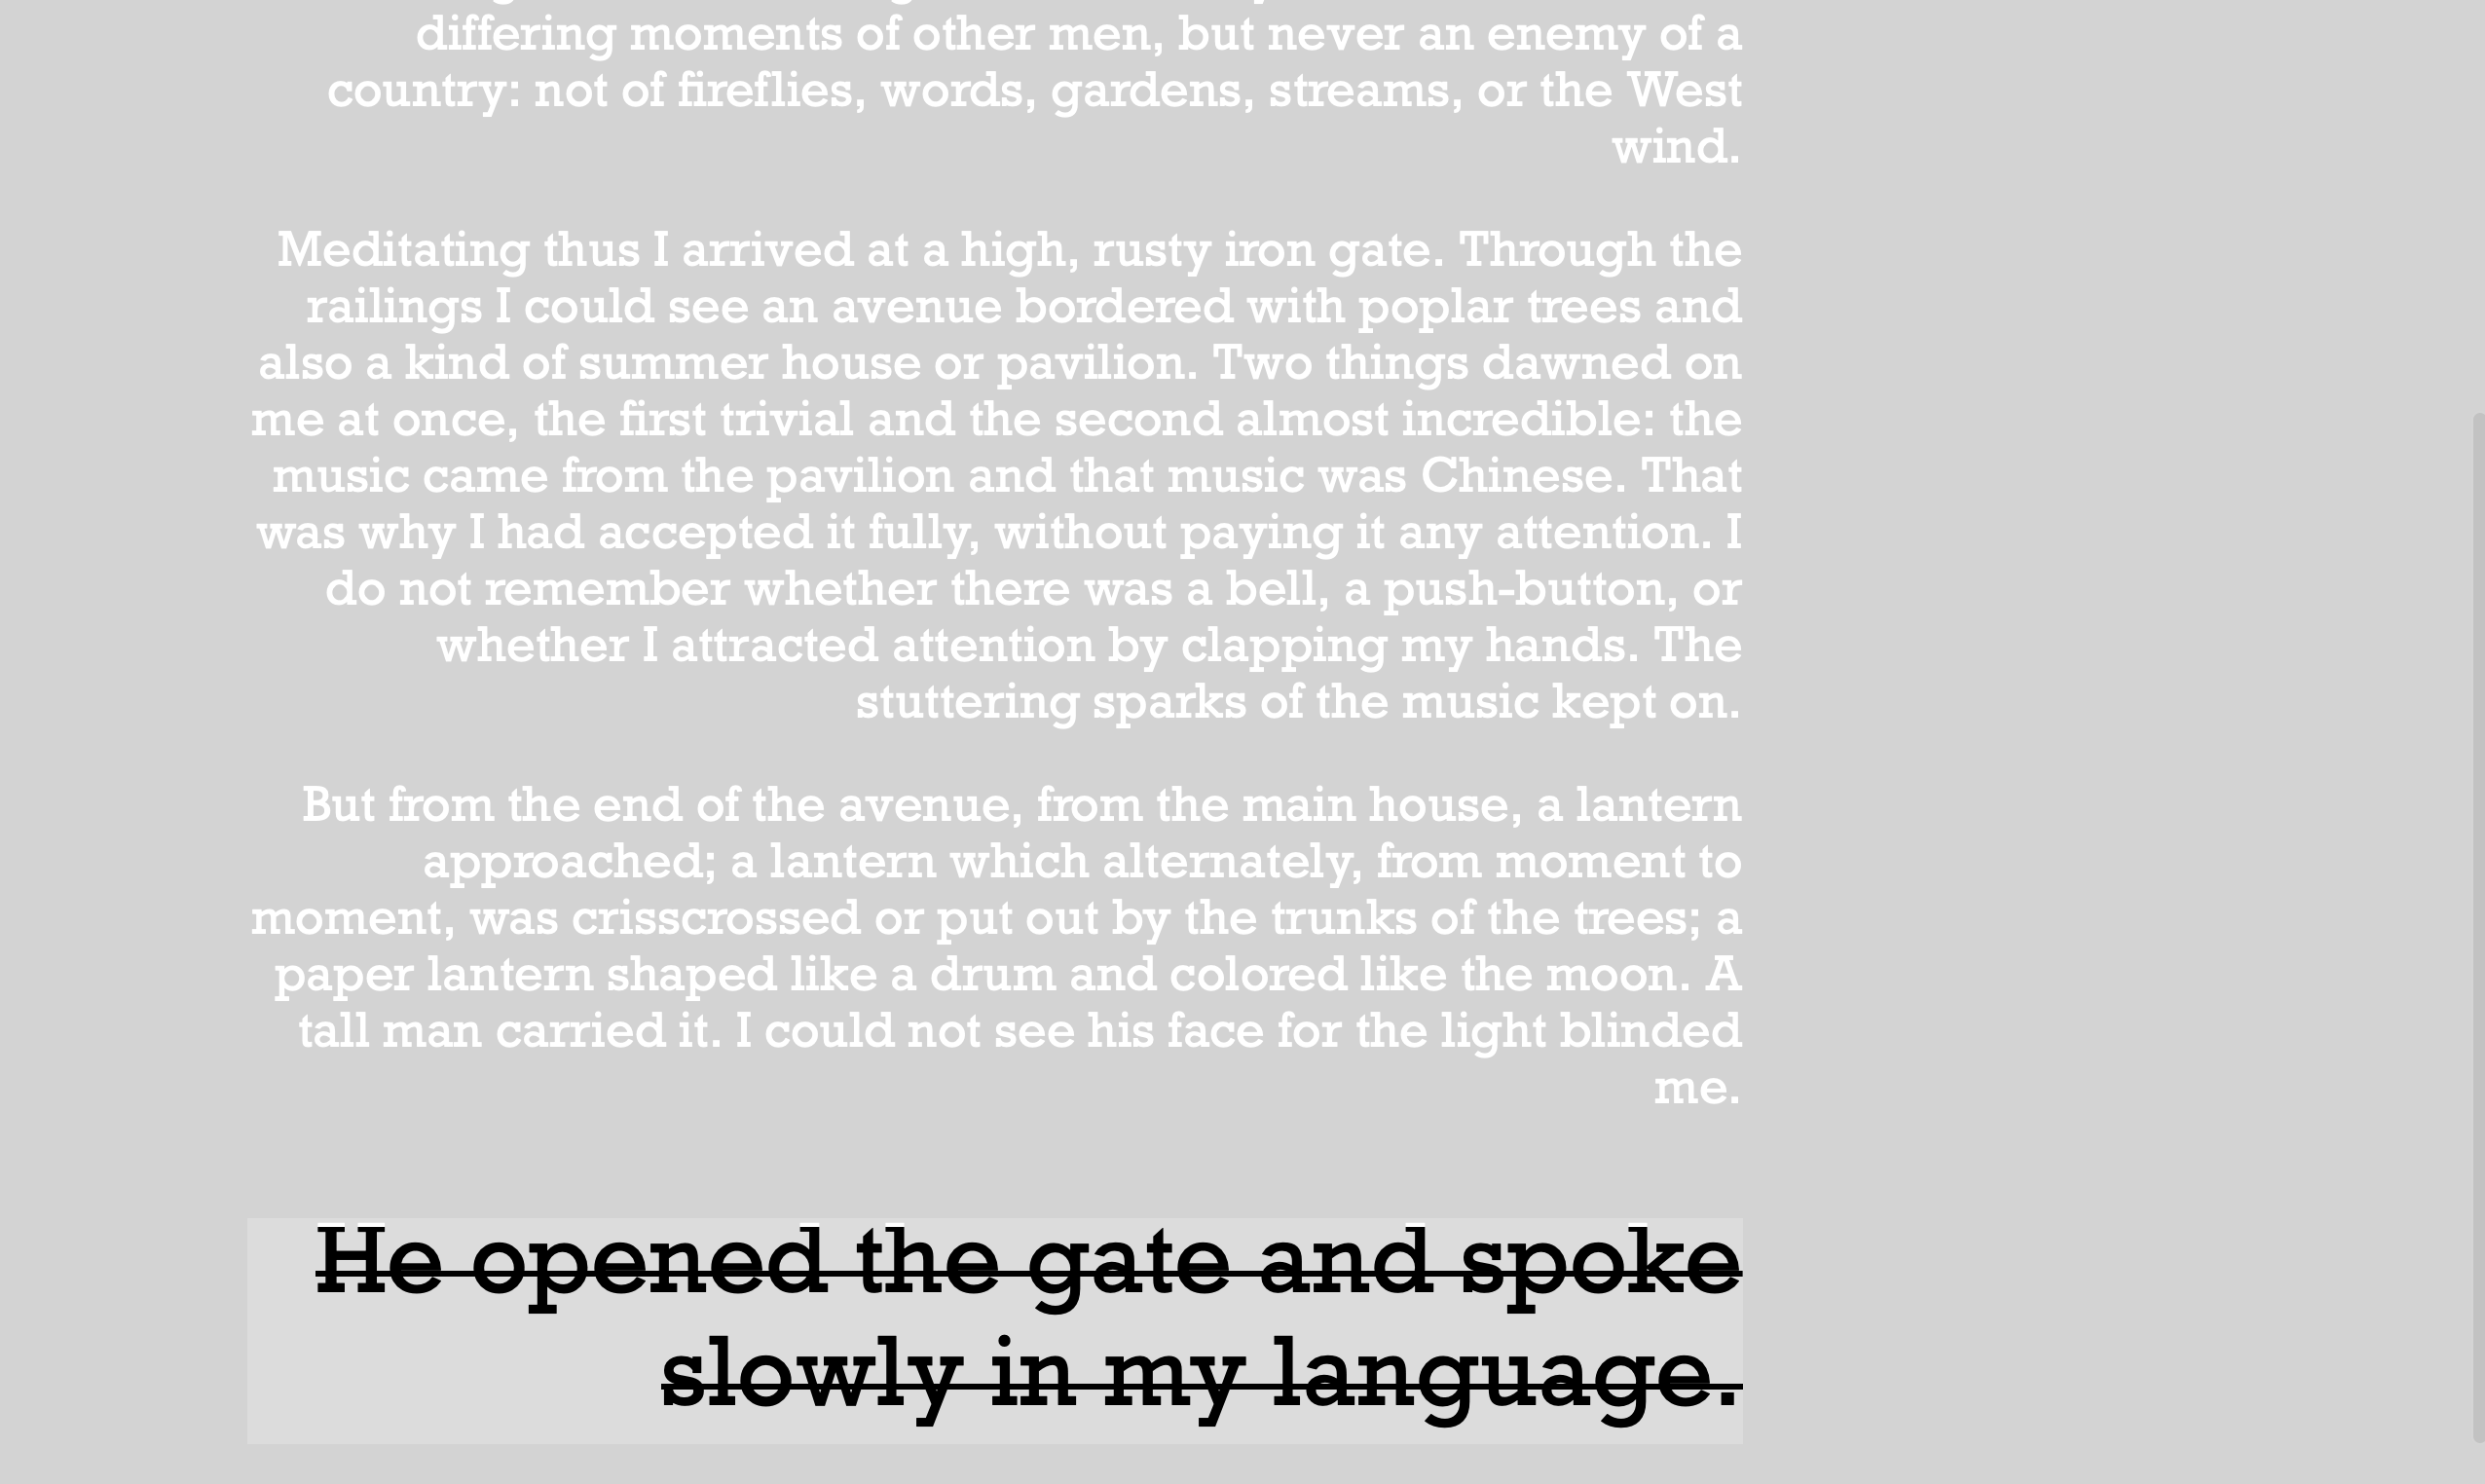 differing moments of other men, but never an enemy of a
country: not of fireflies, words, gardens, streams, or the West
wind.
Meditating thus I arrived at a high, rusty iron gate. Through the
railings I could see an avenue bordered with poplar trees and
also a kind of summer house or pavilion. Two things dawned on
me at once, the first trivial and the second almost incredible: the
music came from the pavilion and that music was Chinese. That
was why I had accepted it fully, without paying it any attention. I
do not remember whether there was a bell, a push-button, or
whether I attracted attention by clapping my hands. The
stuttering sparks of the music kept on.
But from the end of the avenue, from the main house, a lantern
approached; a lantern which alternately, from moment to
moment, was crisscrossed or put out by the trunks of the trees; a
paper lantern shaped like a drum and colored like the moon. A
tall man carried it. I could not see his face for the light blinded
me.
He opened the gate and spoke
slowly in my language.